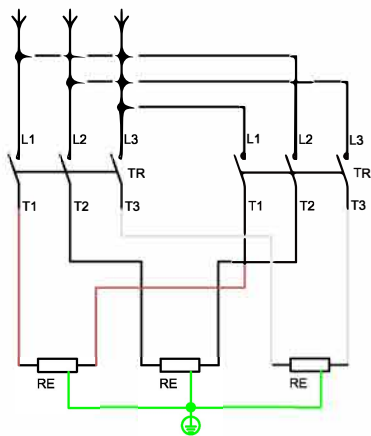 L1 L2 L3 L1 L2 L3
TR TR
T1 T2 T3 T1 T2 T3
RE RE RE